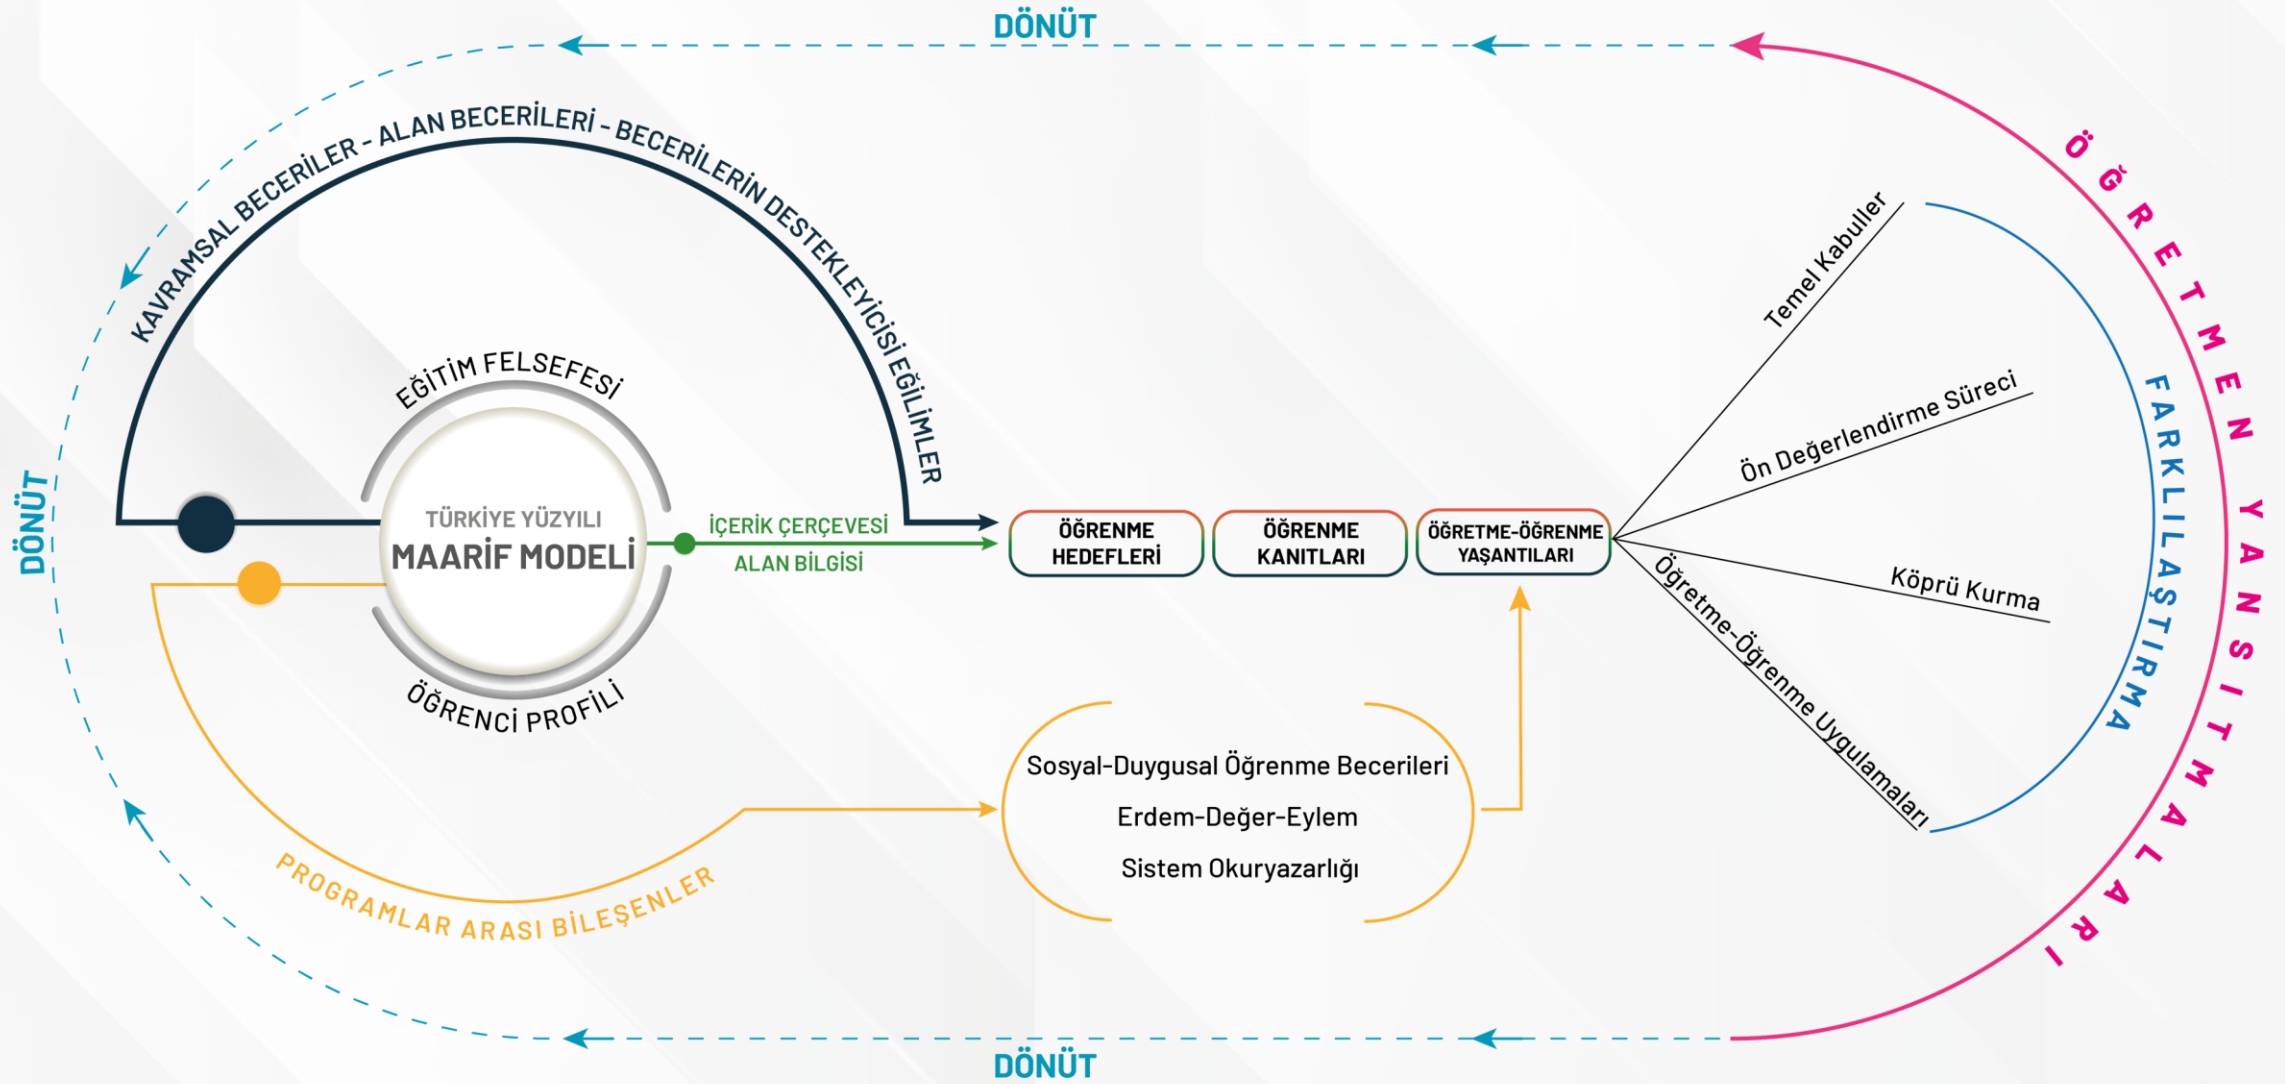 DÖNÜT
KAVRAMSAL BECERİLER - ALAN BECERİLERİ - BECERİLERİN DESTEKLEYİCİSİ EĞİLİMLER
EĞİTİM FELSEFESİ
TÜRKİYE YÜZYILI
MAARİF MODELİ
ÖĞRENCİ PROFİLİ
DÖNÜT
İÇERİK ÇERÇEVESİ
ALAN BİLGİSİ
ÖĞRENME
HEDEFLERİ
ÖĞRENME
KANITLARI
ÖĞRETME-ÖĞRENME
YAŞANTILARI
Temel Kabuller
Ön Değerlendirme Süreci
Köprü Kurma
Öğretme-Öğrenme Uygulamaları
FARKLILAŞTIRMA
ÖĞRETMEN YANSITMALARI
PROGRAMLAR ARASI BİLEŞENLER
Sosyal-Duygusal Öğrenme Becerileri
Erdem-Değer-Eylem
Sistem Okuryazarlığı
DÖNÜT